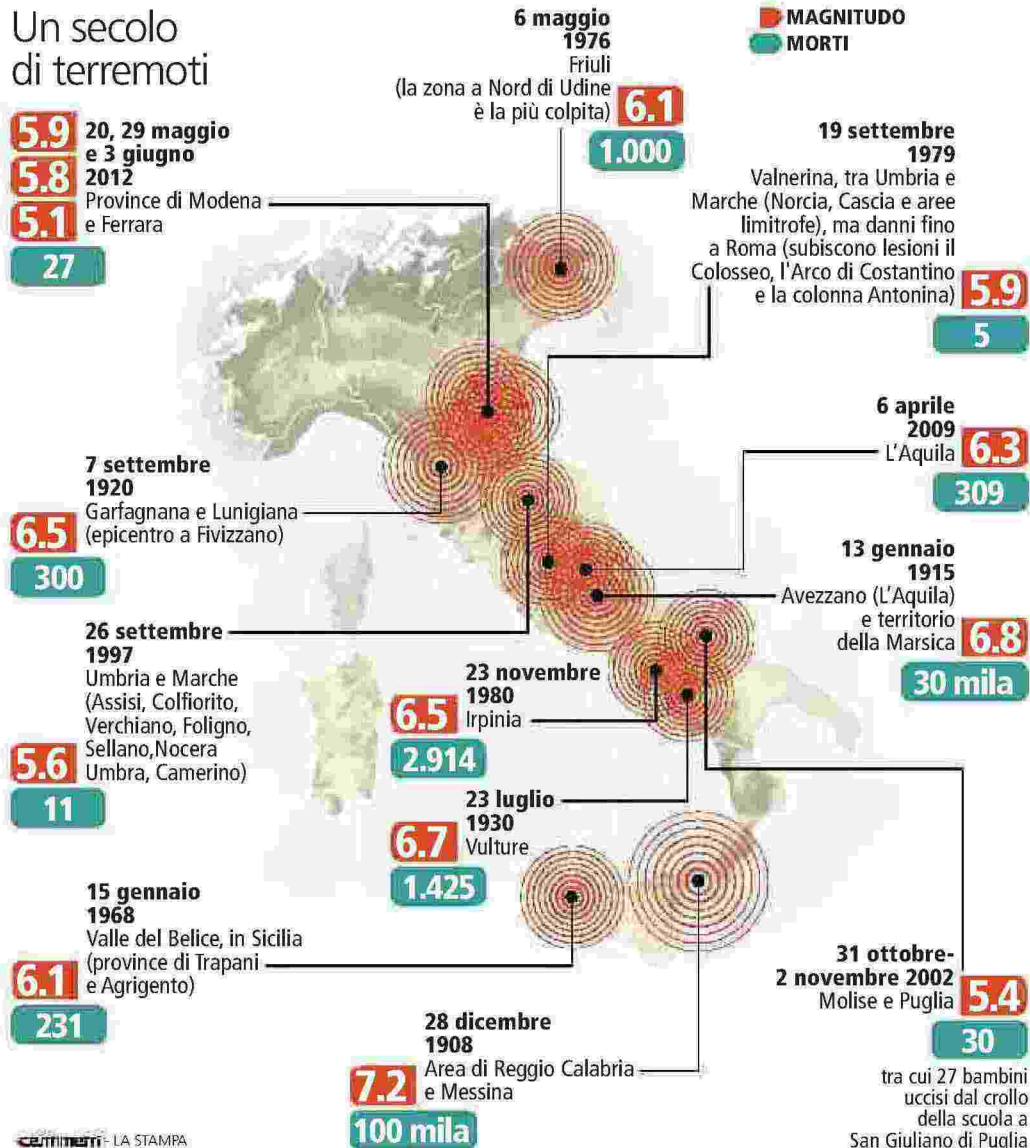 Un secolo
di terremoti
MAGNITUDO
MORTI
6 maggio
1976
Friuli
(la zona a Nord di Udine
è la più colpita)
6.1
1.000
5.9
5.8
5.1
20, 29 maggio
e 3 giugno
2012
Province di Modena
e Ferrara
27
19 settembre
1979
Valnerina, tra Umbria e
Marche (Norcia, Cascia e aree
limitrofe), ma danni fino
a Roma (subiscono lesioni il
Colosseo, l'Arco di Costantino
e la colonna Antonina)
5.9
5
6 aprile
2009
L'Aquila
6.3
309
7 settembre
1920
Garfagnana e Lunigiana
(epicentro a Fivizzano)
6.5
300
13 gennaio
1915
Avezzano (L'Aquila)
e territorio
della Marsica
6.8
30 mila
26 settembre
1997
Umbria e Marche
(Assisi, Colfiorito,
Verchiano, Foligno,
Sellano,Nocera
Umbra, Camerino)
5.6
11
23 novembre
1980
Irpinia
6.5
2.914
23 luglio
1930
Vulture
6.7
1.425
15 gennaio
1968
Valle del Belice, in Sicilia
(province di Trapani
e Agrigento)
6.1
231
28 dicembre
1908
Area di Reggio Calabria
e Messina
7.2
100 mila
31 ottobre-
2 novembre 2002
Molise e Puglia
5.4
30
tra cui 27 bambini
uccisi dal crollo
della scuola a
San Giuliano di Puglia
centimetri - LA STAMPA